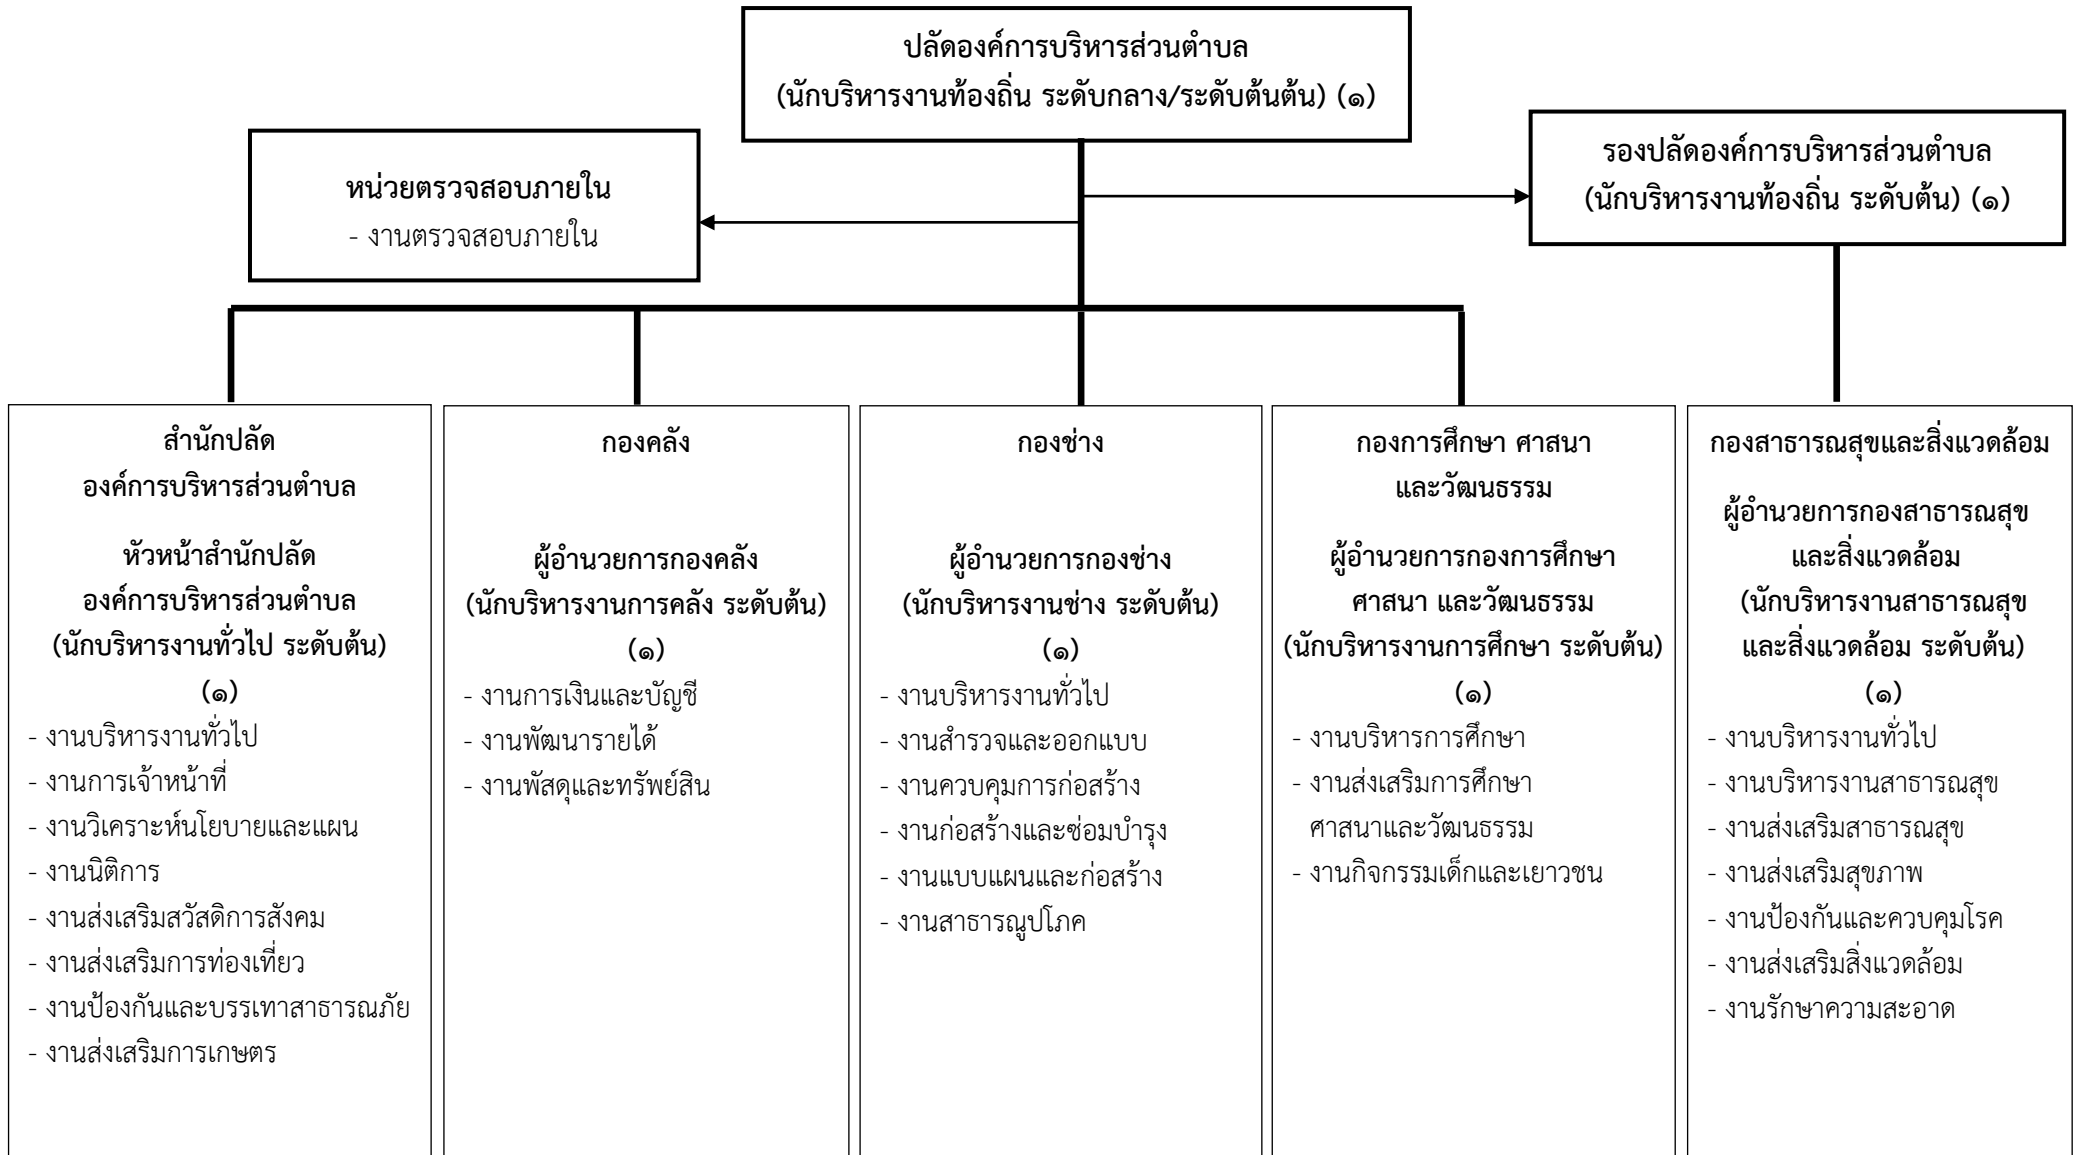 ปลัดองค์การบริหารส่วนตำบล
(นักบริหารงานท้องถิ่น ระดับกลาง/ระดับต้นต้น) (๑)
หน่วยตรวจสอบภายใน
- งานตรวจสอบภายใน
รองปลัดองค์การบริหารส่วนตำบล
(นักบริหารงานท้องถิ่น ระดับต้น) (๑)
สำนักปลัด
องค์การบริหารส่วนตำบล
หัวหน้าสำนักปลัด
องค์การบริหารส่วนตำบล
(นักบริหารงานทั่วไป ระดับต้น)
(๑)
- งานบริหารงานทั่วไป
- งานการเจ้าหน้าที่
- งานวิเคราะห์นโยบายและแผน
- งานนิติการ
- งานส่งเสริมสวัสดิการสังคม
- งานส่งเสริมการท่องเที่ยว
- งานป้องกันและบรรเทาสาธารณภัย
- งานส่งเสริมการเกษตร
กองคลัง
ผู้อำนวยการกองคลัง
(นักบริหารงานการคลัง ระดับต้น)
(๑)
- งานการเงินและบัญชี
- งานพัฒนารายได้
- งานพัสดุและทรัพย์สิน
กองช่าง
ผู้อำนวยการกองช่าง
(นักบริหารงานช่าง ระดับต้น)
(๑)
- งานบริหารงานทั่วไป
- งานสำรวจและออกแบบ
- งานควบคุมการก่อสร้าง
- งานก่อสร้างและซ่อมบำรุง
- งานแบบแผนและก่อสร้าง
- งานสาธารณูปโภค
กองการศึกษา ศาสนา
และวัฒนธรรม
ผู้อำนวยการกองการศึกษา
ศาสนา และวัฒนธรรม
(นักบริหารงานการศึกษา ระดับต้น)
(๑)
- งานบริหารการศึกษา
- งานส่งเสริมการศึกษา
ศาสนาและวัฒนธรรม
- งานกิจกรรมเด็กและเยาวชน
กองสาธารณสุขและสิ่งแวดล้อม
ผู้อำนวยการกองสาธารณสุข
และสิ่งแวดล้อม
(นักบริหารงานสาธารณสุข
และสิ่งแวดล้อม ระดับต้น)
(๑)
- งานบริหารงานทั่วไป
- งานบริหารงานสาธารณสุข
- งานส่งเสริมสาธารณสุข
- งานส่งเสริมสุขภาพ
- งานป้องกันและควบคุมโรค
- งานส่งเสริมสิ่งแวดล้อม
- งานรักษาความสะอาด